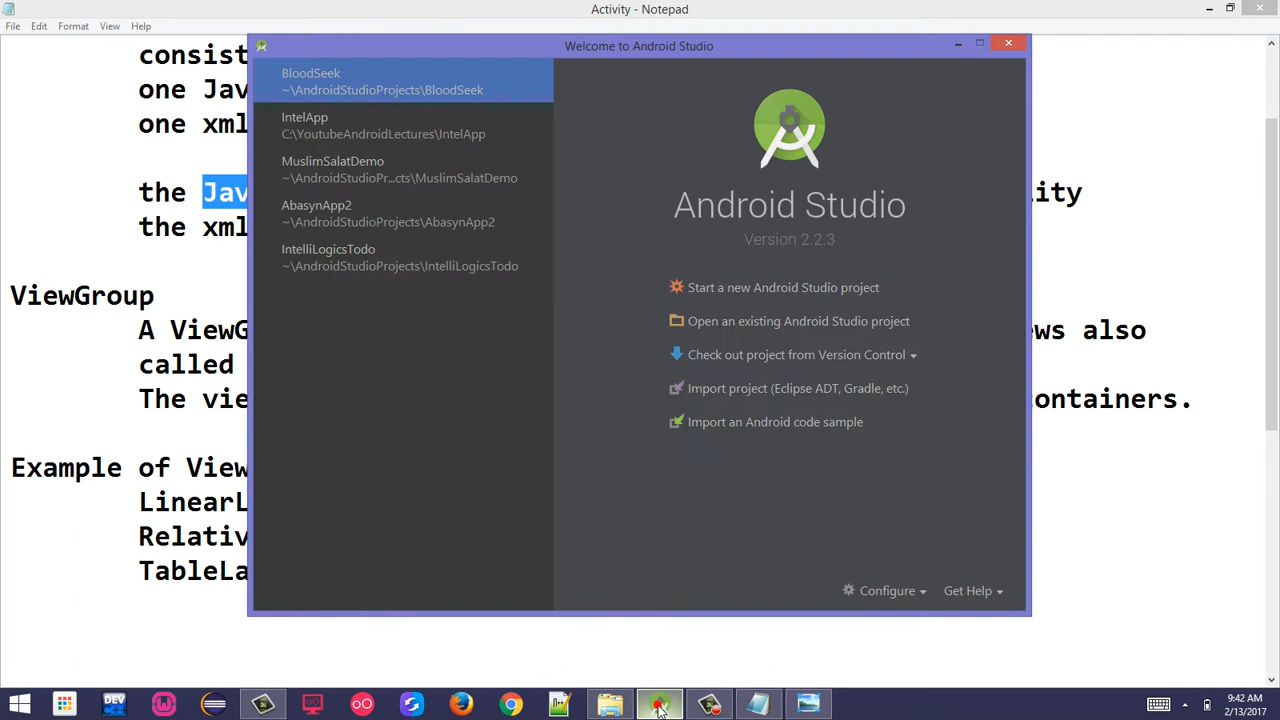 Activity - Notepad
File Edit Format View Help
consist
one Jav
one xml
the Jav
ity
the xml
ViewGroup
A ViewG
ws also
called
The vie
ontainers.
Example of View
LinearL
Relativ
TableLa
Welcome to Android Studio
BloodSeek
~\AndroidStudioProjects\BloodSeek
IntelApp
C:\YoutubeAndroidLectures\IntelApp
MuslimSalatDemo
~\AndroidStudioPr...cts\MuslimSalatDemo
AbasynApp2
~\AndroidStudioProjects\AbasynApp2
IntelliLogicsTodo
~\AndroidStudioProjects\IntelliLogicsTodo
Android Studio
Version 2.2.3
Start a new Android Studio project
Open an existing Android Studio project
Check out project from Version Control
Import project (Eclipse ADT, Gradle, etc.)
Import an Android code sample
Configure
Get Help
DEV
9:42 AM
2/13/2017